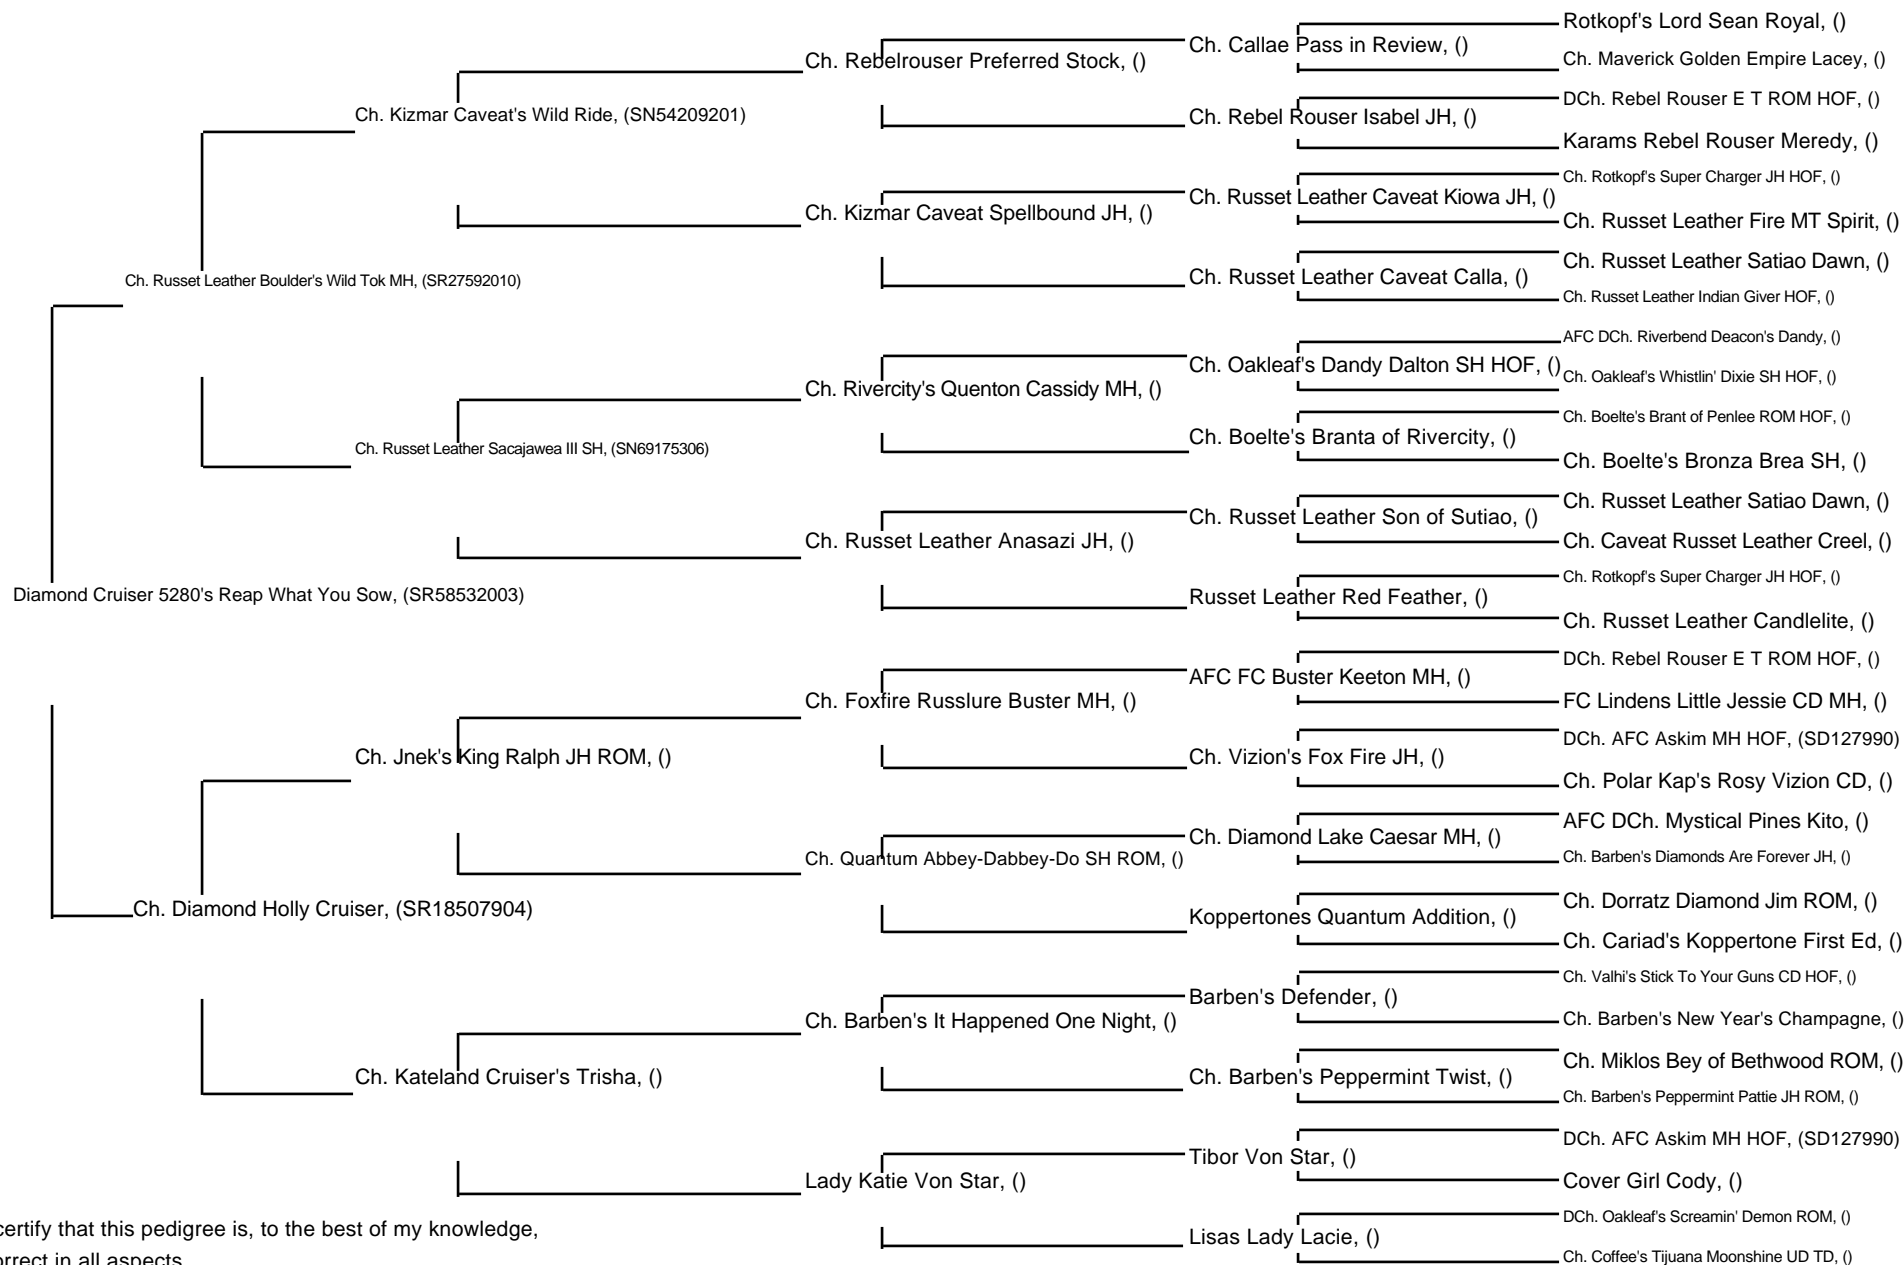 Rotkopf's Lord Sean Royal, ()
Ch. Callae Pass in Review, ()
Ch. Rebelrouser Preferred Stock, ()
Ch. Maverick Golden Empire Lacey, ()
DCh. Rebel Rouser E T ROM HOF, ()
Ch. Kizmar Caveat's Wild Ride, (SN54209201)
Ch. Rebel Rouser Isabel JH, ()
Karams Rebel Rouser Meredy, ()
Ch. Rotkopf's Super Charger JH HOF, ()
Ch. Russet Leather Caveat Kiowa JH, ()
Ch. Kizmar Caveat Spellbound JH, ()
Ch. Russet Leather Fire MT Spirit, ()
Ch. Russet Leather Satiao Dawn, ()
Ch. Russet Leather Boulder's Wild Tok MH, (SR27592010)
Ch. Russet Leather Caveat Calla, ()
Ch. Russet Leather Indian Giver HOF, ()
AFC DCh. Riverbend Deacon's Dandy, ()
Ch. Oakleaf's Dandy Dalton SH HOF, ()
Ch. Oakleaf's Whistlin' Dixie SH HOF, ()
Ch. Rivercity's Quenton Cassidy MH, ()
Ch. Boelte's Brant of Penlee ROM HOF, ()
Ch. Boelte's Branta of Rivercity, ()
Ch. Russet Leather Sacajawea III SH, (SN69175306)
Ch. Boelte's Bronza Brea SH, ()
Ch. Russet Leather Satiao Dawn, ()
Ch. Russet Leather Son of Sutiao, ()
Ch. Russet Leather Anasazi JH, ()
Ch. Caveat Russet Leather Creel, ()
Ch. Rotkopf's Super Charger JH HOF, ()
Diamond Cruiser 5280's Reap What You Sow, (SR58532003)
Russet Leather Red Feather, ()
Ch. Russet Leather Candlelite, ()
DCh. Rebel Rouser E T ROM HOF, ()
AFC FC Buster Keeton MH, ()
Ch. Foxfire Russlure Buster MH, ()
FC Lindens Little Jessie CD MH, ()
DCh. AFC Askim MH HOF, (SD127990)
Ch. Jnek's King Ralph JH ROM, ()
Ch. Vizion's Fox Fire JH, ()
Ch. Polar Kap's Rosy Vizion CD, ()
AFC DCh. Mystical Pines Kito, ()
Ch. Diamond Lake Caesar MH, ()
Ch. Quantum Abbey-Dabbey-Do SH ROM, ()
Ch. Barben's Diamonds Are Forever JH, ()
Ch. Dorratz Diamond Jim ROM, ()
Ch. Diamond Holly Cruiser, (SR18507904)
Koppertones Quantum Addition, ()
Ch. Cariad's Koppertone First Ed, ()
Ch. Valhi's Stick To Your Guns CD HOF, ()
Barben's Defender, ()
Ch. Barben's It Happened One Night, ()
Ch. Barben's New Year's Champagne, ()
Ch. Miklos Bey of Bethwood ROM, ()
Ch. Kateland Cruiser's Trisha, ()
Ch. Barben's Peppermint Twist, ()
Ch. Barben's Peppermint Pattie JH ROM, ()
DCh. AFC Askim MH HOF, (SD127990)
Tibor Von Star, ()
Lady Katie Von Star, ()
Cover Girl Cody, ()
DCh. Oakleaf's Screamin' Demon ROM, ()
certify that this pedigree is, to the best of my knowledge,
Lisas Lady Lacie, ()
orrect in all aspects
Ch. Coffee's Tijuana Moonshine UD TD, ()